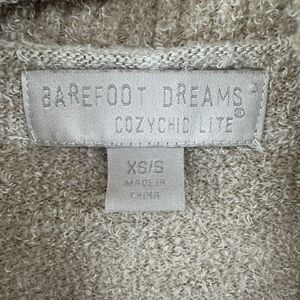 BAREFOOT DREAMS®
COZYCHIC LITE
XS/S
MADE IN
CHINA